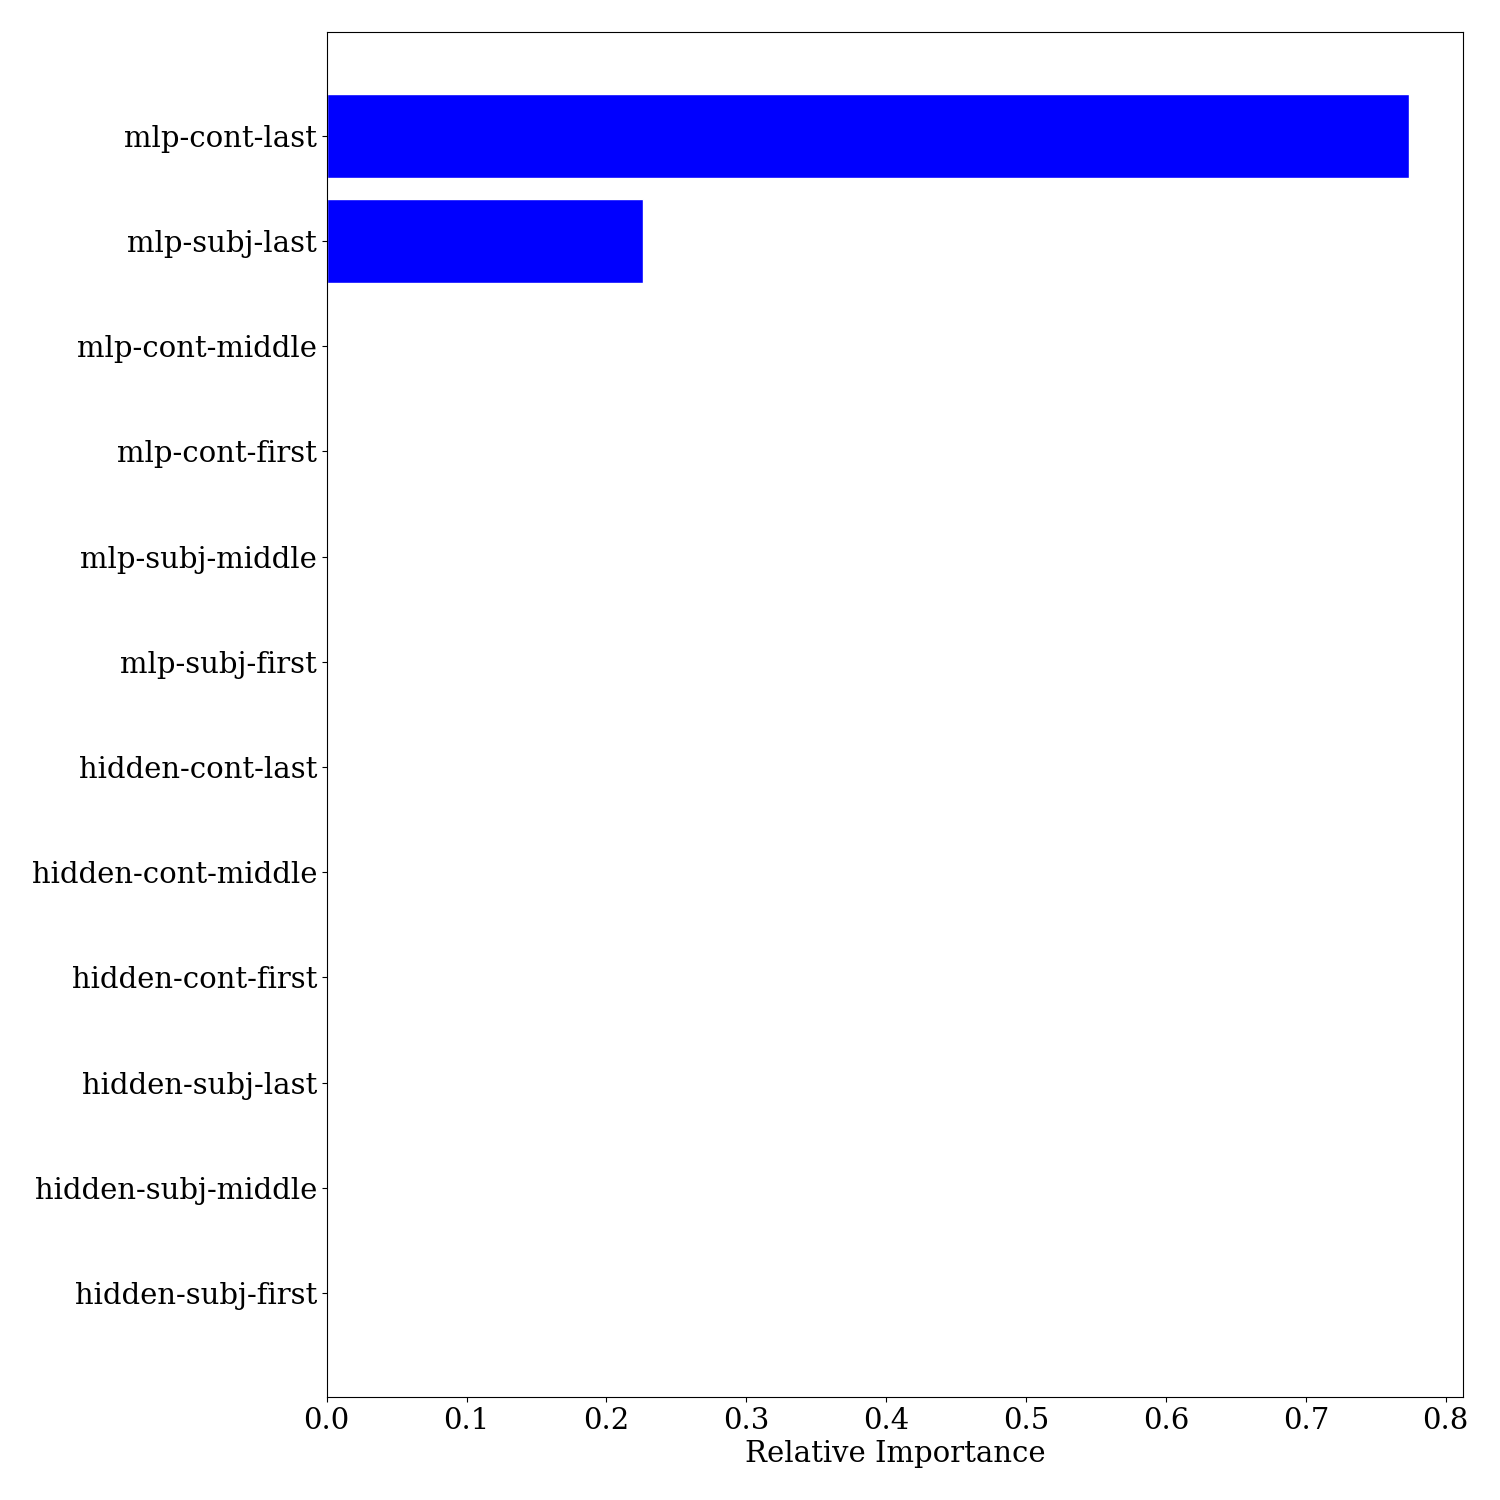 mlp-cont-last
mlp-subj-last
mlp-cont-middle
mlp-cont-first
mlp-subj-middle
mlp-subj-first
hidden-cont-last
hidden-cont-middle
hidden-cont-first
hidden-subj-last
hidden-subj-middle
hidden-subj-first
0.0 0.1 0.2 0.3 0.4 0.5 0.6 0.7 0.8
Relative Importance